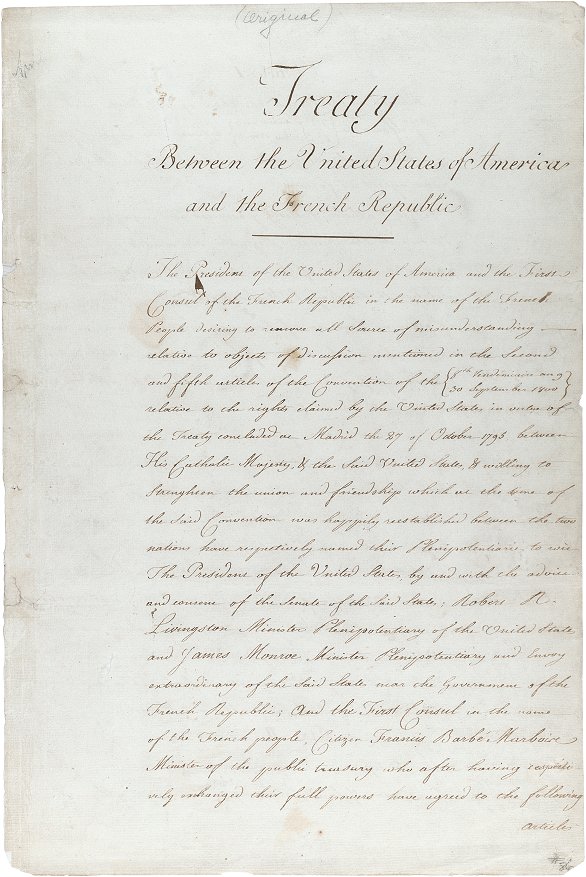 (Original)
Treaty
Between the United States of America
and the French Republic
The President of the United States of America and the First
Consul of the French Republic in the name of the French
People desiring to remove all Source of misunderstanding
relative to objects of discussion mentioned in the Second
and fifth articles of the Convention of the {8th Vendémiaire an 9
30 September 1800}
relative to the rights claimed by the United States in virtue of
the Treaty concluded at Madrid the 27 of October 1795 between
His Catholic Majesty, & the Said United States, & willing to
Strengthen the union and friendship which at the time of
the Said Convention was happily reestablished between the two
nations have respectively named their Plenipotentiaries to wit
The President of the United States, by and with the advice
and consent of the Senate of the Said States; Robert R.
Livingston Minister Plenipotentiary of the United States
and James Monroe Minister Plenipotentiary and Envoy
extraordinary of the Said States near the Government of the
French Republic; And the First Consul in the name
of the French people, Citizen Francis Barbé Marbois
Minister of the public treasury who after having respecti-
vely exchanged their full powers have agreed to the following
articles